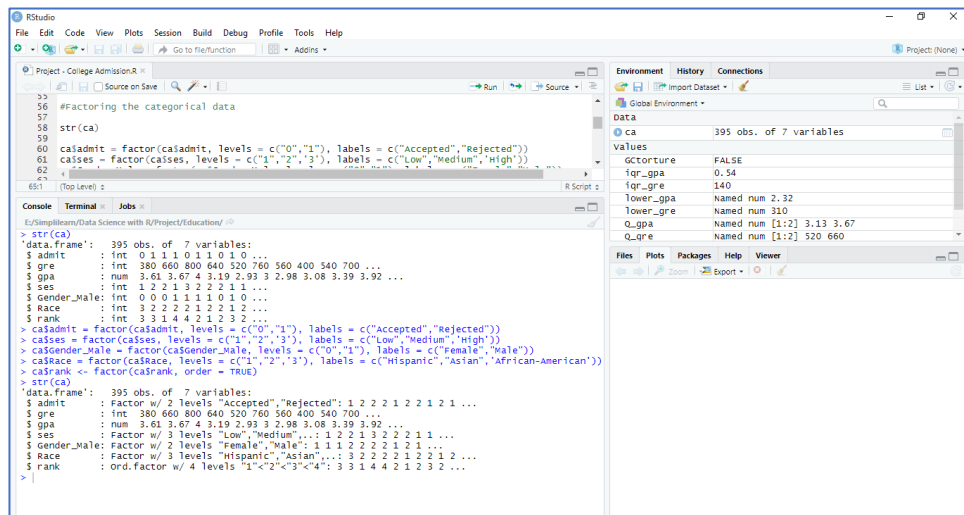 RStudio
File Edit Code View Plots Session Build Debug Profile Tools Help
Go to file/function
Addins
Project: (None)
Project - College Admission.R
Source on Save
Run
Source
55
56 #Factoring the categorical data
57
58 str(ca)
59
60 ca$admit = factor(ca$admit, levels = c("0","1"), labels = c("Accepted","Rejected"))
61 ca$ses = factor(ca$ses, levels = c("1","2",'3'), labels = c("Low","Medium",'High'))
62
65:1 (Top Level) R Script
Console Terminal Jobs
E:/Simplilearn/Data Science with R/Project/Education/
> str(ca)
'data.frame': 395 obs. of 7 variables:
$ admit : int 0 1 1 1 0 1 1 0 1 0 ...
$ gre : int 380 660 800 640 520 760 560 400 540 700 ...
$ gpa : num 3.61 3.67 4 3.19 2.93 3 2.98 3.08 3.39 3.92 ...
$ ses : int 1 2 2 1 3 2 2 2 1 1 ...
$ Gender_Male: int 0 0 0 1 1 1 1 0 1 0 ...
$ Race : int 3 2 2 2 2 1 2 2 1 2 ...
$ rank : int 3 3 1 4 4 2 1 2 3 2 ...
> ca$admit = factor(ca$admit, levels = c("0","1"), labels = c("Accepted","Rejected"))
> ca$ses = factor(ca$ses, levels = c("1","2",'3'), labels = c("Low","Medium",'High'))
> ca$Gender_Male = factor(ca$Gender_Male, levels = c("0","1"), labels = c("Female","Male"))
> ca$Race = factor(ca$Race, levels = c("1","2",'3'), labels = c("Hispanic","Asian",'African-American'))
> ca$rank <- factor(ca$rank, order = TRUE)
> str(ca)
'data.frame': 395 obs. of 7 variables:
$ admit : Factor w/ 2 levels "Accepted","Rejected": 1 2 2 2 1 2 2 1 2 1 ...
$ gre : int 380 660 800 640 520 760 560 400 540 700 ...
$ gpa : num 3.61 3.67 4 3.19 2.93 3 2.98 3.08 3.39 3.92 ...
$ ses : Factor w/ 3 levels "Low","Medium",..: 1 2 2 1 3 2 2 2 1 1 ...
$ Gender_Male: Factor w/ 2 levels "Female","Male": 1 1 1 2 2 2 2 1 2 1 ...
$ Race : Factor w/ 3 levels "Hispanic","Asian",..: 3 2 2 2 2 1 2 2 1 2 ...
$ rank : Ord.factor w/ 4 levels "1"<"2"<"3"<"4": 3 3 1 4 4 2 1 2 3 2 ...
>
Environment History Connections
Import Dataset
List
Global Environment
Data
ca 395 obs. of 7 variables
Values
GCtorture FALSE
iqr_gpa 0.54
iqr_gre 140
lower_gpa Named num 2.32
lower_gre Named num 310
Q_gpa Named num [1:2] 3.13 3.67
Q_gre Named num [1:2] 520 660
Files Plots Packages Help Viewer
Zoom Export